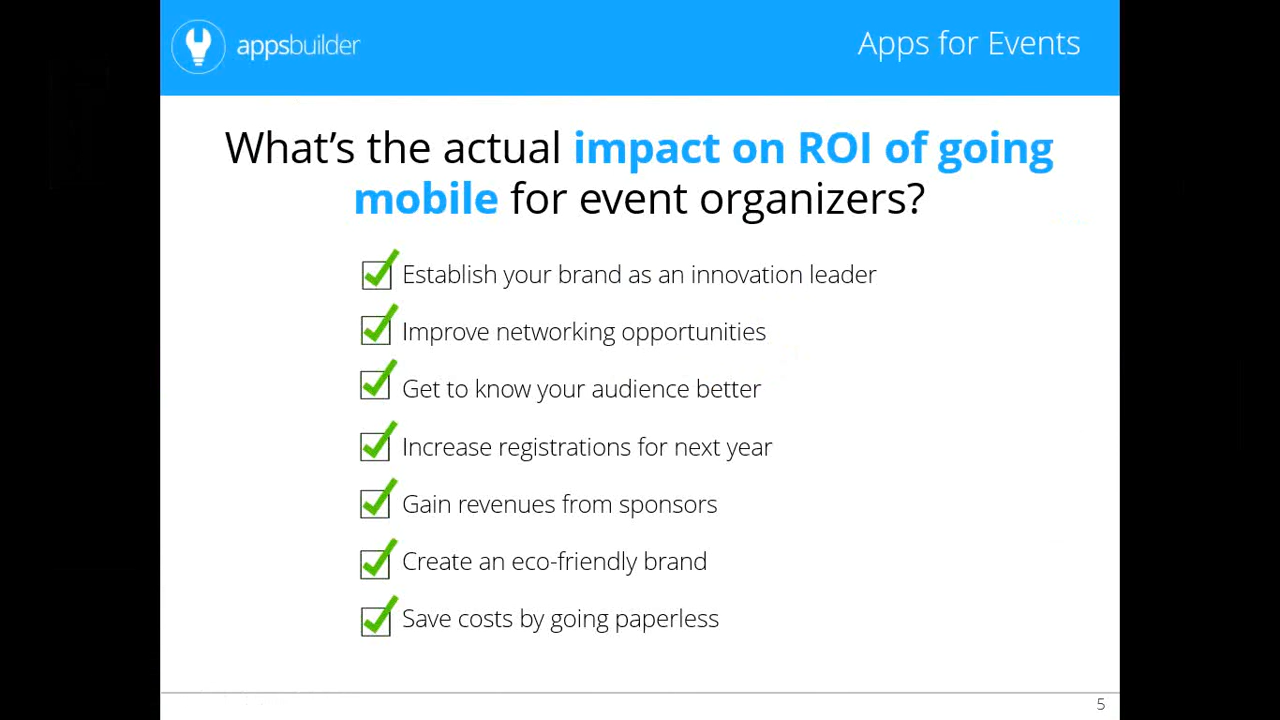 appsbuilder
Apps for Events
What’s the actual impact on ROI of going
mobile for event organizers?
Establish your brand as an innovation leader
Improve networking opportunities
Get to know your audience better
Increase registrations for next year
Gain revenues from sponsors
Create an eco-friendly brand
Save costs by going paperless
5